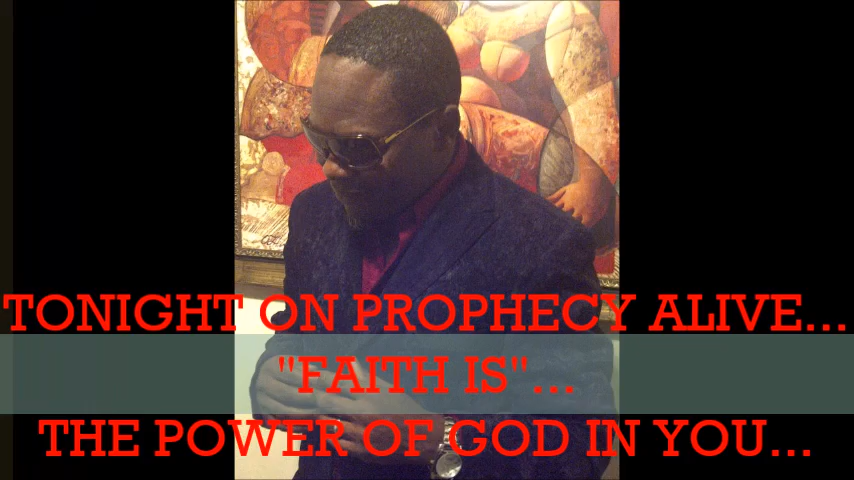 TONIGHT ON PROPHECY ALIVE...
"FAITH IS"...
THE POWER OF GOD IN YOU...